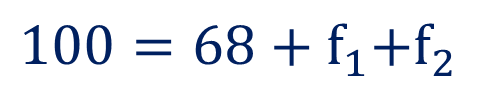 100 = 68 + f₁+f₂